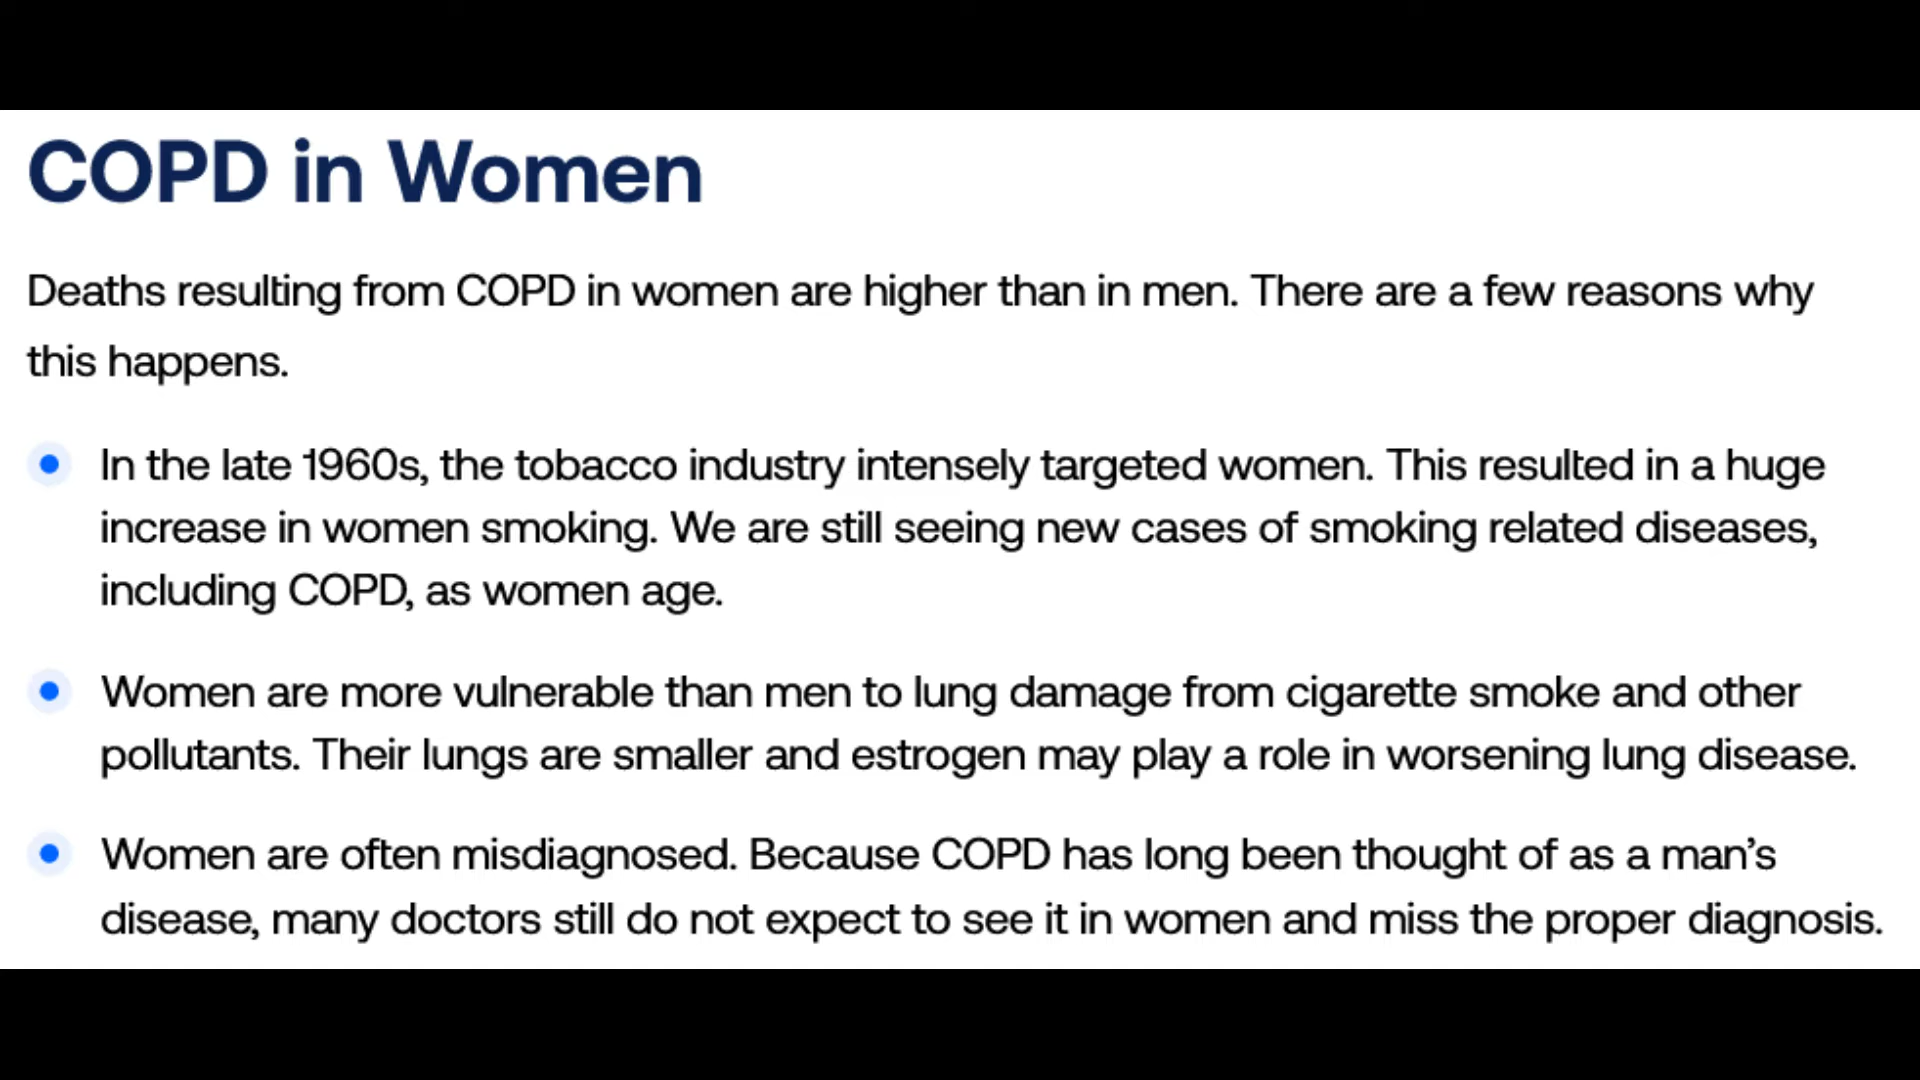 COPD in Women
Deaths resulting from COPD in women are higher than in men. There are a few reasons why
this happens.
In the late 1960s, the tobacco industry intensely targeted women. This resulted in a huge
increase in women smoking. We are still seeing new cases of smoking related diseases,
including COPD, as women age.
Women are more vulnerable than men to lung damage from cigarette smoke and other
pollutants. Their lungs are smaller and estrogen may play a role in worsening lung disease.
Women are often misdiagnosed. Because COPD has long been thought of as a man’s
disease, many doctors still do not expect to see it in women and miss the proper diagnosis.